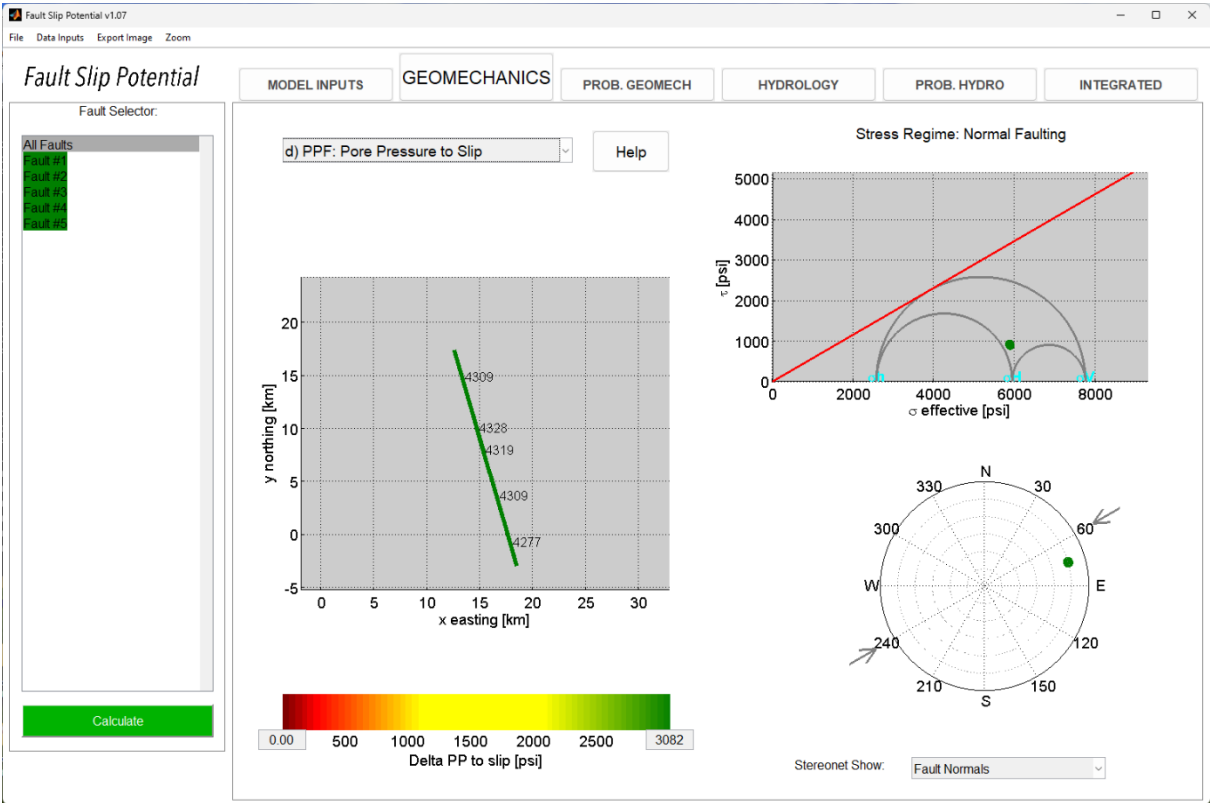 Fault Slip Potential v1.07
File Data Inputs Export Image Zoom
Fault Slip Potential
MODEL INPUTS GEOMECHANICS PROB. GEOMECH HYDROLOGY PROB. HYDRO INTEGRATED
Fault Selector:
All Faults
Fault #1
Fault #2
Fault #3
Fault #4
Fault #5
Calculate
d) PPF: Pore Pressure to Slip
Help
20
15
10
5
0
-5
y northing [km]
4309
4328
4319
4309
4277
0 5 10 15 20 25 30
x easting [km]
0.00 500 1000 1500 2000 2500 3082
Delta PP to slip [psi]
Stress Regime: Normal Faulting
5000
4000
3000
2000
1000
0
τ [psi]
0 2000 4000 6000 8000
σ effective [psi]
N
330 30
300 60
W E
240 120
210 150
S
Stereonet Show: Fault Normals